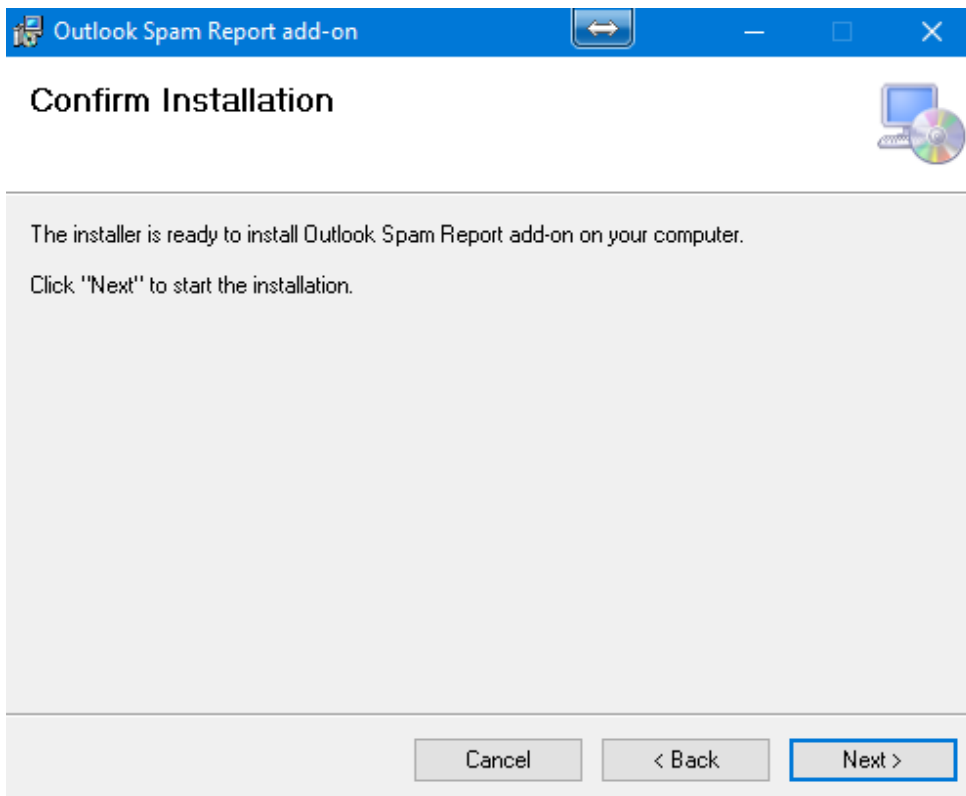 Outlook Spam Report add-on
Confirm Installation
The installer is ready to install Outlook Spam Report add-on on your computer.
Click "Next" to start the installation.
Cancel
< Back
Next >